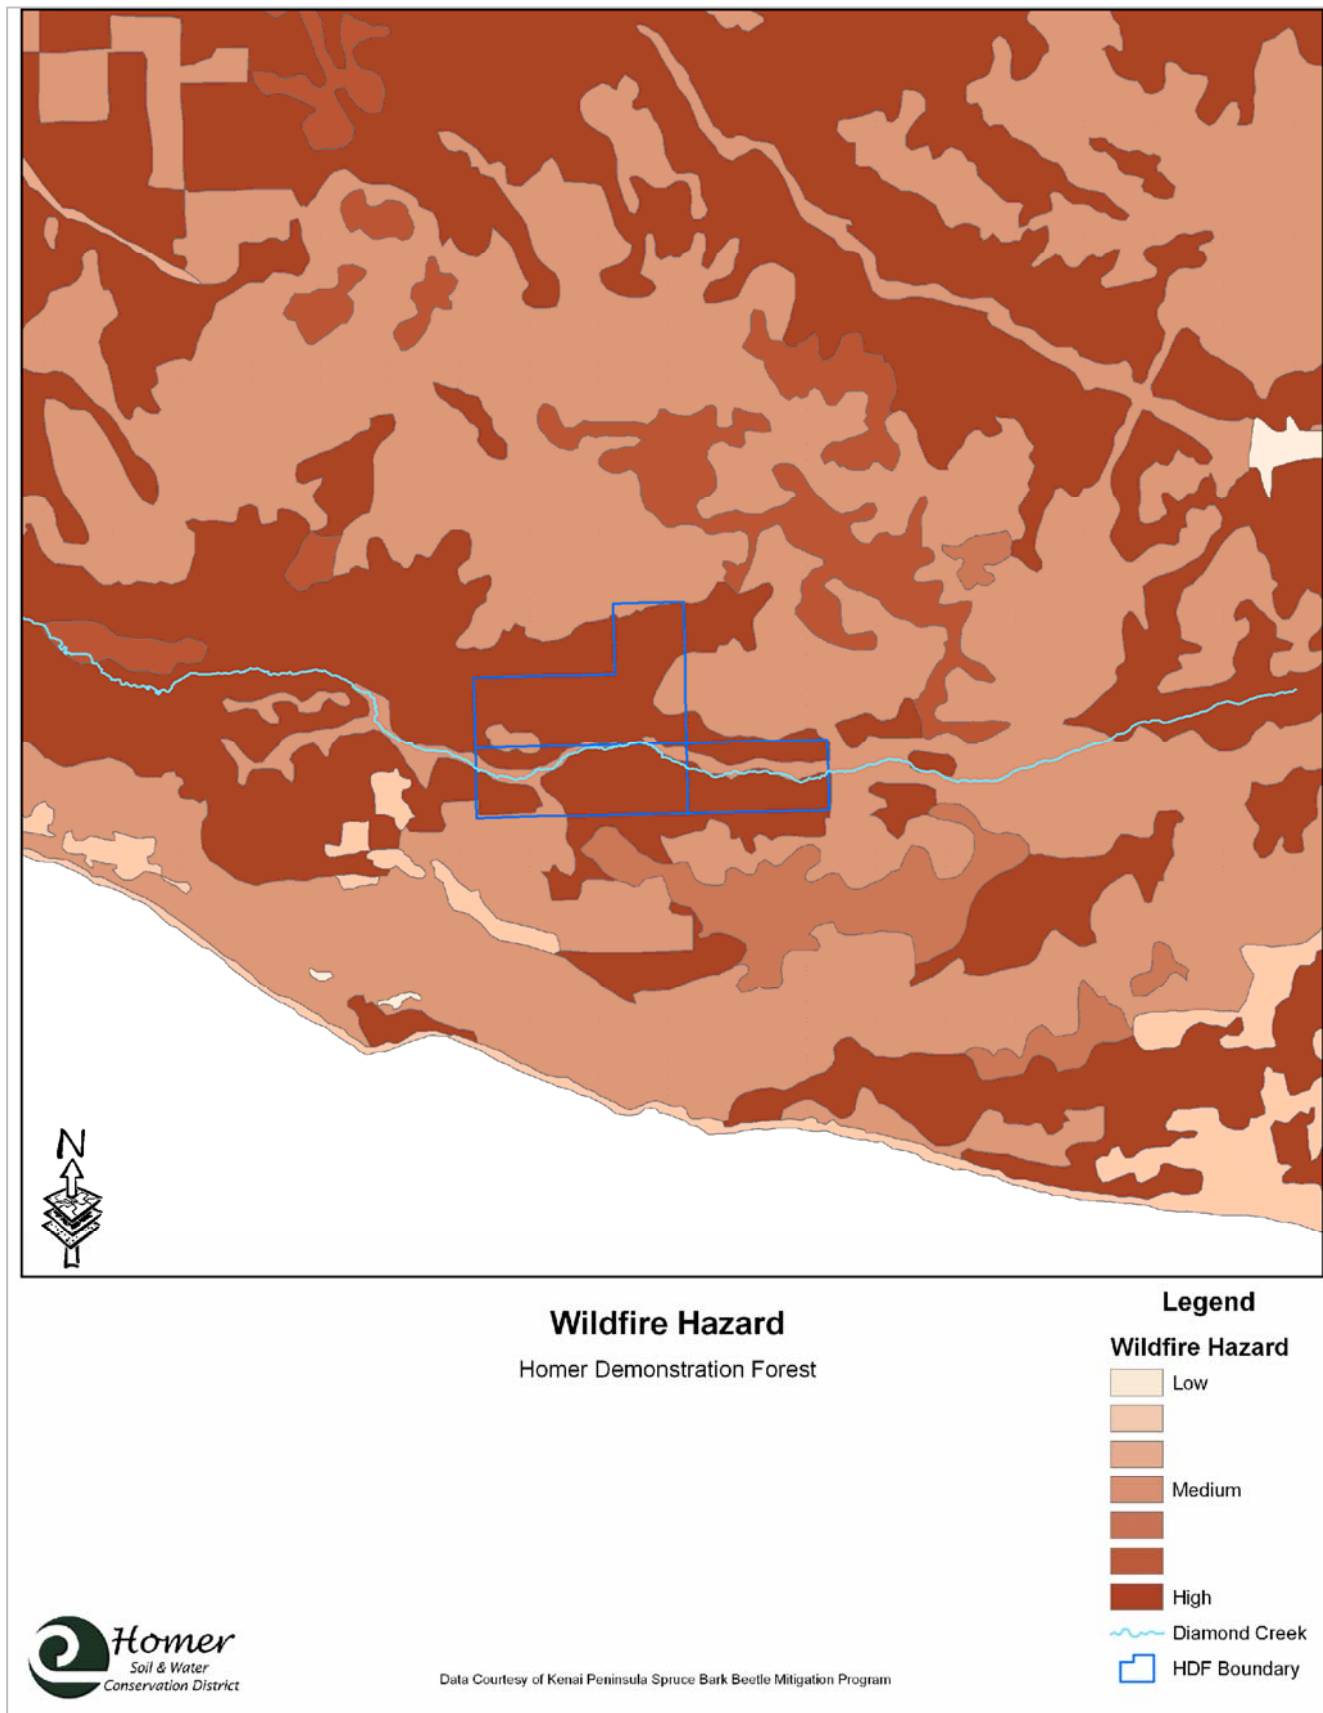 N
Wildfire Hazard
Homer Demonstration Forest
Legend
Wildfire Hazard
Low
Medium
High
Diamond Creek
HDF Boundary
Homer
Soil & Water
Conservation District
Data Courtesy of Kenai Peninsula Spruce Bark Beetle Mitigation Program